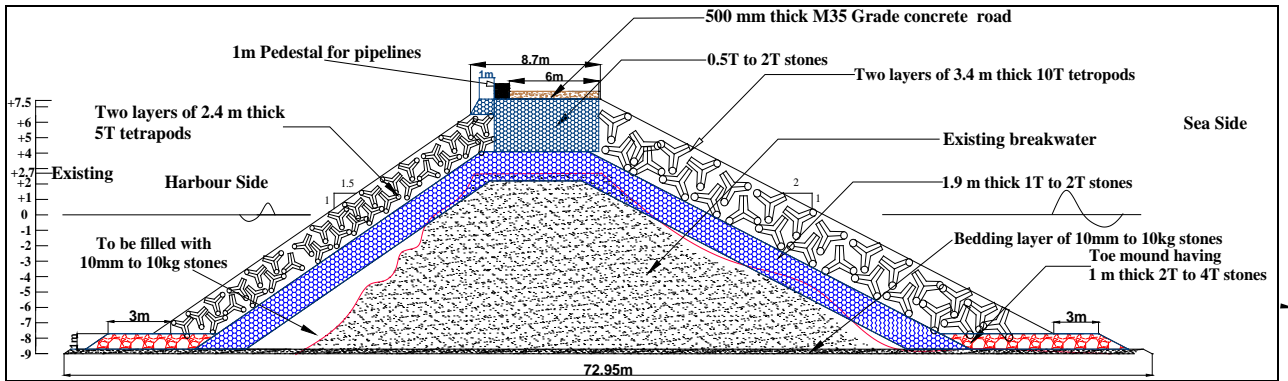 500 mm thick M35 Grade concrete road
1m Pedestal for pipelines
8.7m
0.5T to 2T stones
1m
6m
Two layers of 3.4 m thick 10T tetropods
+7.5
+6
+5
+4
+2.7
+2
+1
0
-1
-2
-3
-4
-5
-6
-7
-8
-9
Existing
Two layers of 2.4 m thick
5T tetrapods
Existing breakwater
Sea Side
Harbour Side
1.5
1
2
1
1.9 m thick 1T to 2T stones
To be filled with
10mm to 10kg stones
Bedding layer of 10mm to 10kg stones
Toe mound having
1 m thick 2T to 4T stones
3m
3m
72.95m